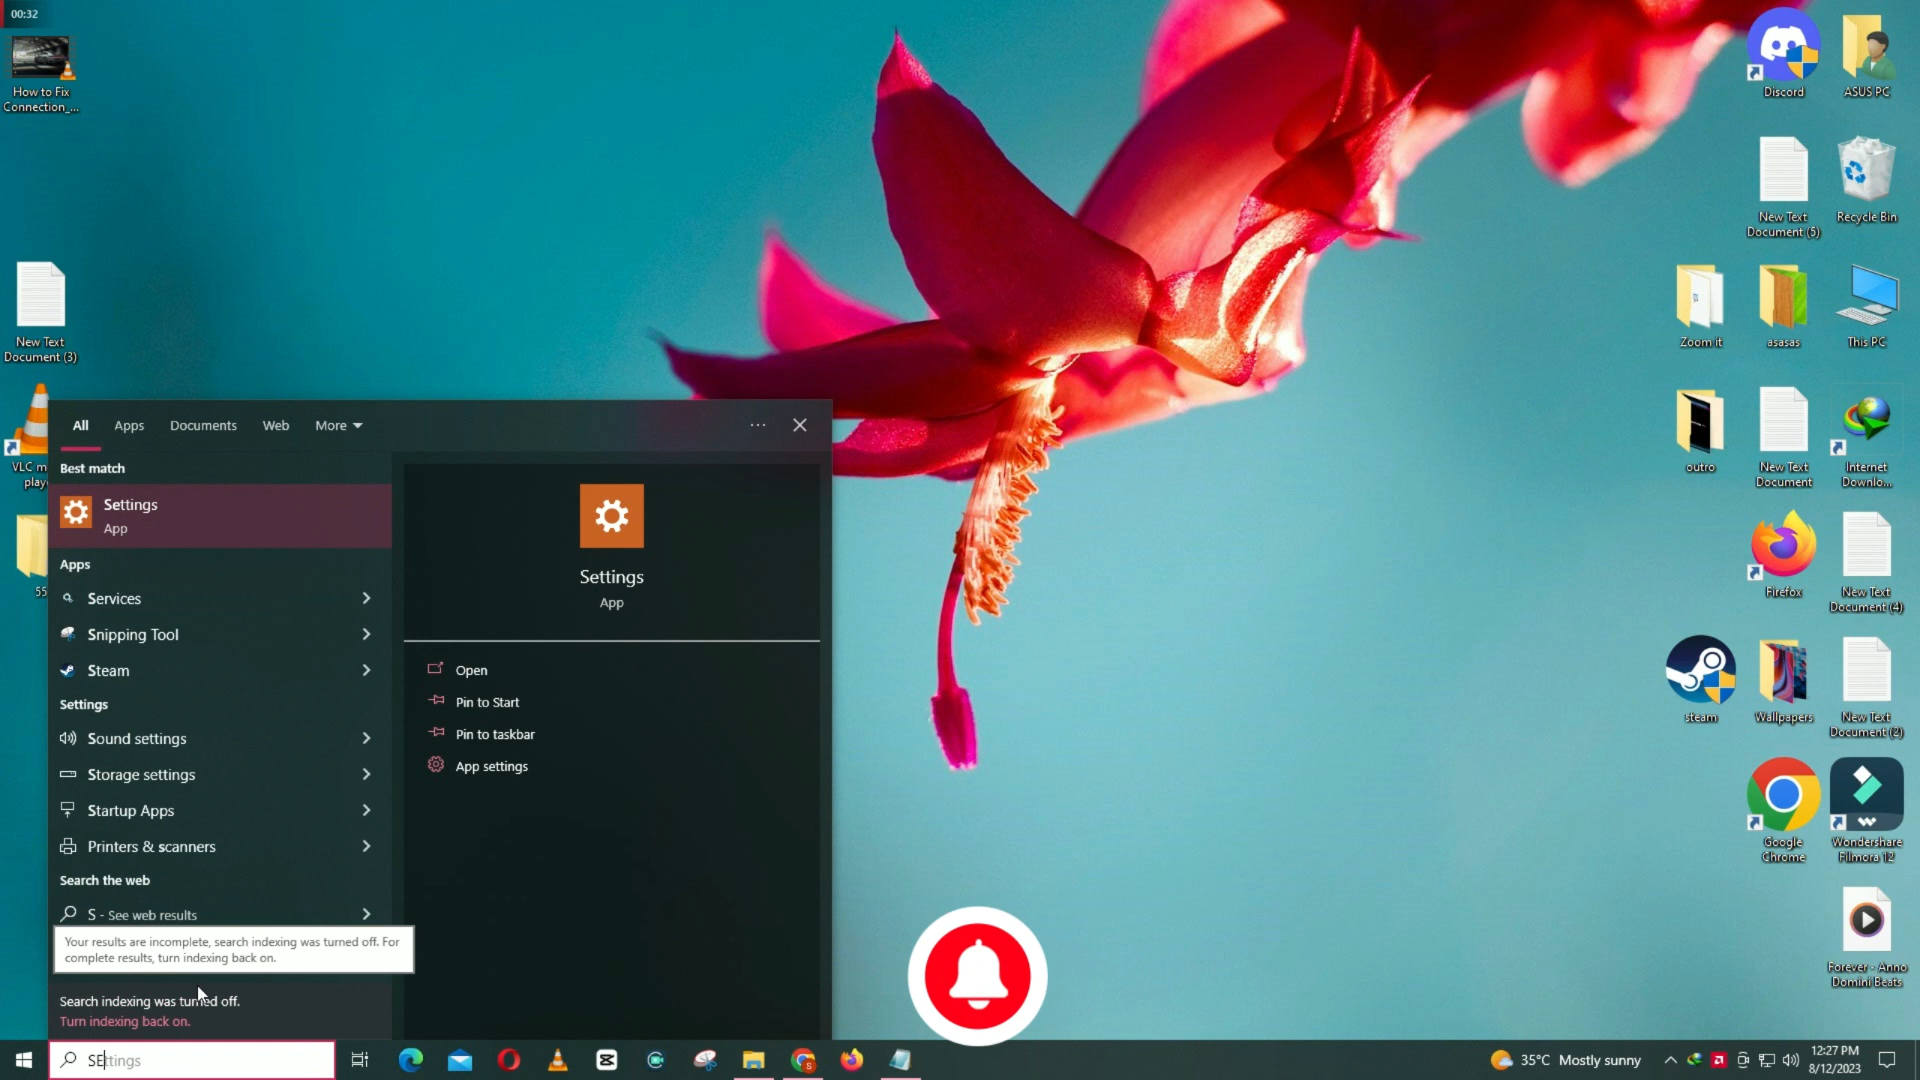 00:32
How to Fix
Connection_...
New Text
Document (3)
VLC m
play
55
All
Apps
Documents
Web
More
Best match
Settings
App
Apps
Services
Snipping Tool
Steam
Settings
Sound settings
Storage settings
Startup Apps
Printers & scanners
Search the web
S - See web results
Your results are incomplete, search indexing was turned off. For
complete results, turn indexing back on.
Search indexing was turned off.
Turn indexing back on.
Settings
App
Open
Pin to Start
Pin to taskbar
App settings
Discord
ASUS PC
New Text
Document (5)
Recycle Bin
Zoom it
asasas
This PC
outro
New Text
Document
Internet
Downlo...
Firefox
New Text
Document (4)
steam
Wallpapers
New Text
Document (2)
Google
Chrome
Wondershare
Filmora 12
Forever - Anno
Domini Beats
SEttings
35°C Mostly sunny
12:27 PM
8/12/2023